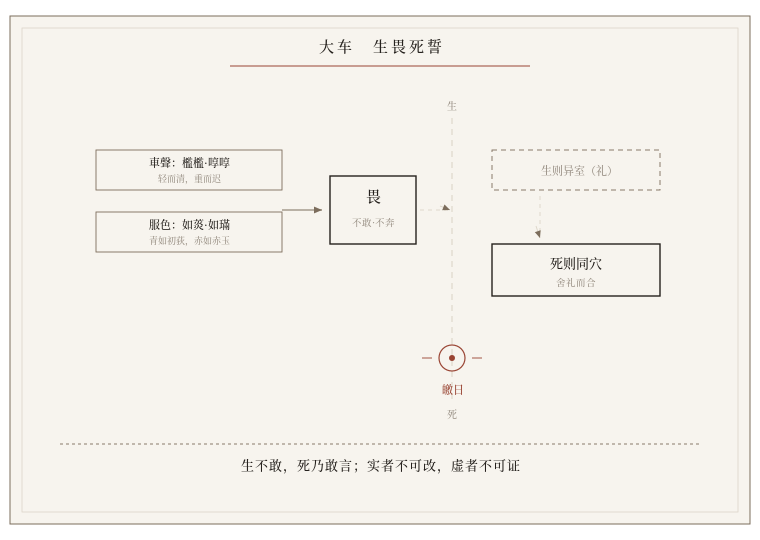 大车　生畏死誓
生
車聲：檻檻·啍啍
轻而清，重而迟
服色：如菼·如璊
青如初荻，赤如赤玉
畏
不敢·不奔
生则异室（礼）
死则同穴
舍礼而合
皦日
死
生不敢，死乃敢言；实者不可改，虚者不可证